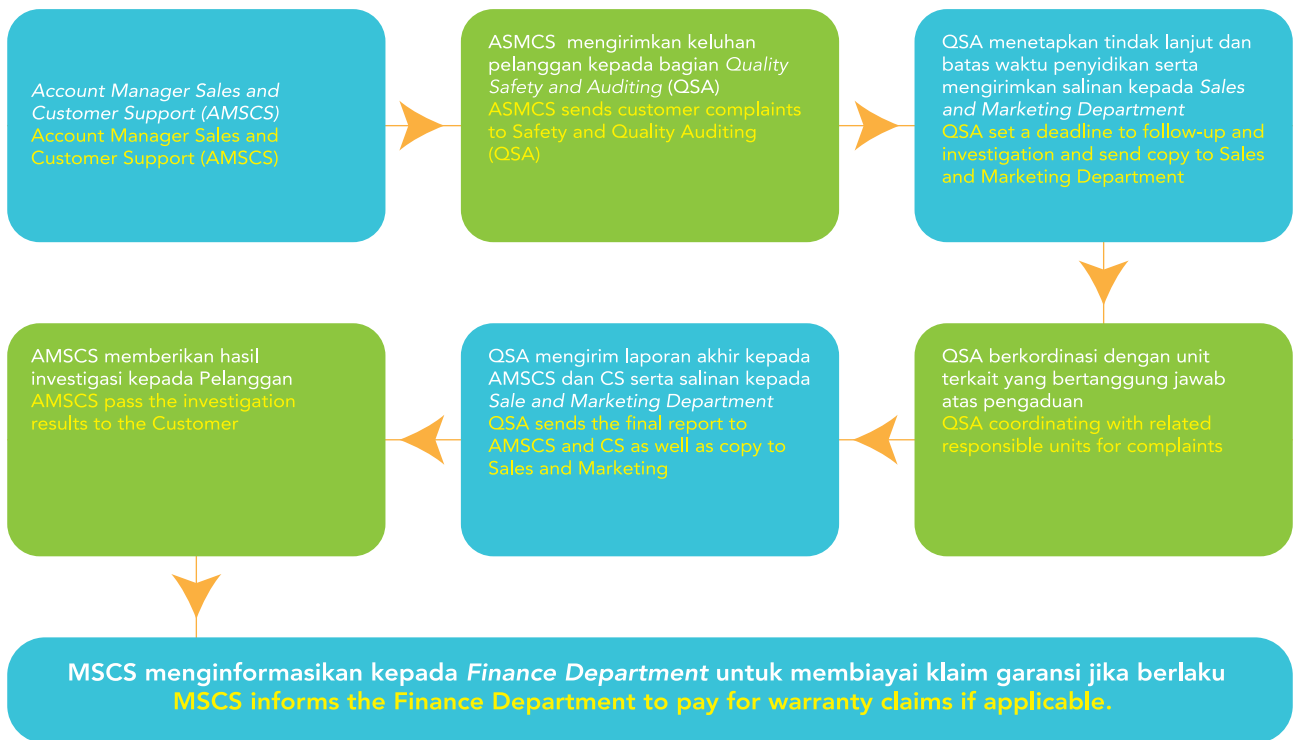 Account Manager Sales and
Customer Support (AMSCS)
Account Manager Sales and
Customer Support (AMSCS)
ASMCS mengirimkan keluhan
pelanggan kepada bagian Quality
Safety and Auditing (QSA)
ASMCS sends customer complaints
to Safety and Quality Auditing
(QSA)
QSA menetapkan tindak lanjut dan
batas waktu penyidikan serta
mengirimkan salinan kepada Sales
and Marketing Department
QSA set a deadline to follow-up and
investigation and send copy to Sales
and Marketing Department
QSA berkordinasi dengan unit
terkait yang bertanggung jawab
atas pengaduan
QSA coordinating with related
responsible units for complaints
QSA mengirim laporan akhir kepada
AMSCS dan CS serta salinan kepada
Sale and Marketing Department
QSA sends the final report to
AMSCS and CS as well as copy to
Sales and Marketing
AMSCS memberikan hasil
investigasi kepada Pelanggan
AMSCS pass the investigation
results to the Customer
MSCS menginformasikan kepada Finance Department untuk membiayai klaim garansi jika berlaku
MSCS informs the Finance Department to pay for warranty claims if applicable.